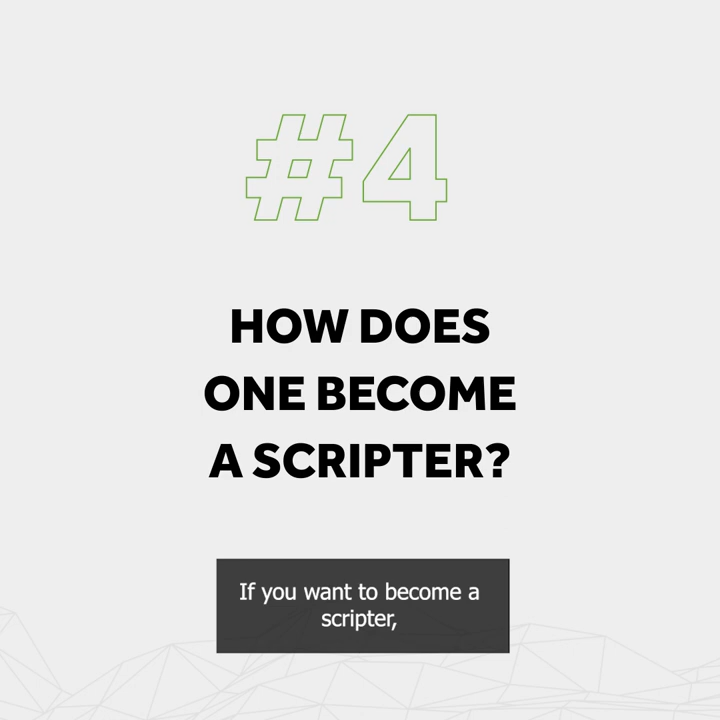 #4
HOW DOES
ONE BECOME
A SCRIPTER?
If you want to become a
scripter,